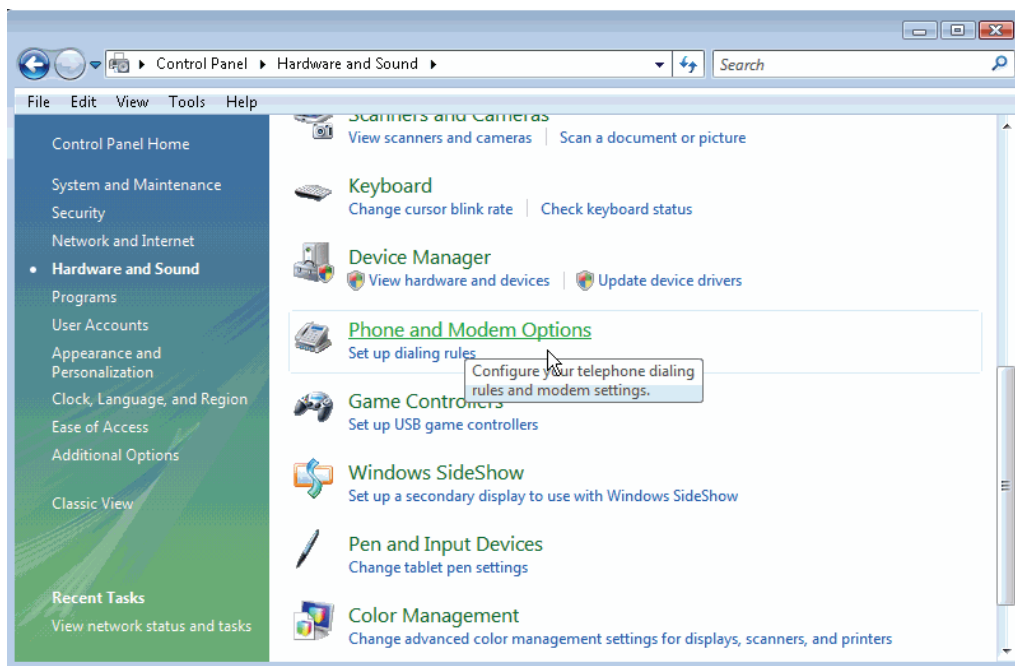 Control Panel Hardware and Sound
Search
File Edit View Tools Help
Control Panel Home
System and Maintenance
Security
Network and Internet
Hardware and Sound
Programs
User Accounts
Appearance and
Personalization
Clock, Language, and Region
Ease of Access
Additional Options
Classic View
Recent Tasks
View network status and tasks
Scanners and Cameras
View scanners and cameras Scan a document or picture
Keyboard
Change cursor blink rate Check keyboard status
Device Manager
View hardware and devices Update device drivers
Phone and Modem Options
Set up dialing rules
Configure your telephone dialing
rules and modem settings.
Game Controllers
Set up USB game controllers
Windows SideShow
Set up a secondary display to use with Windows SideShow
Pen and Input Devices
Change tablet pen settings
Color Management
Change advanced color management settings for displays, scanners, and printers